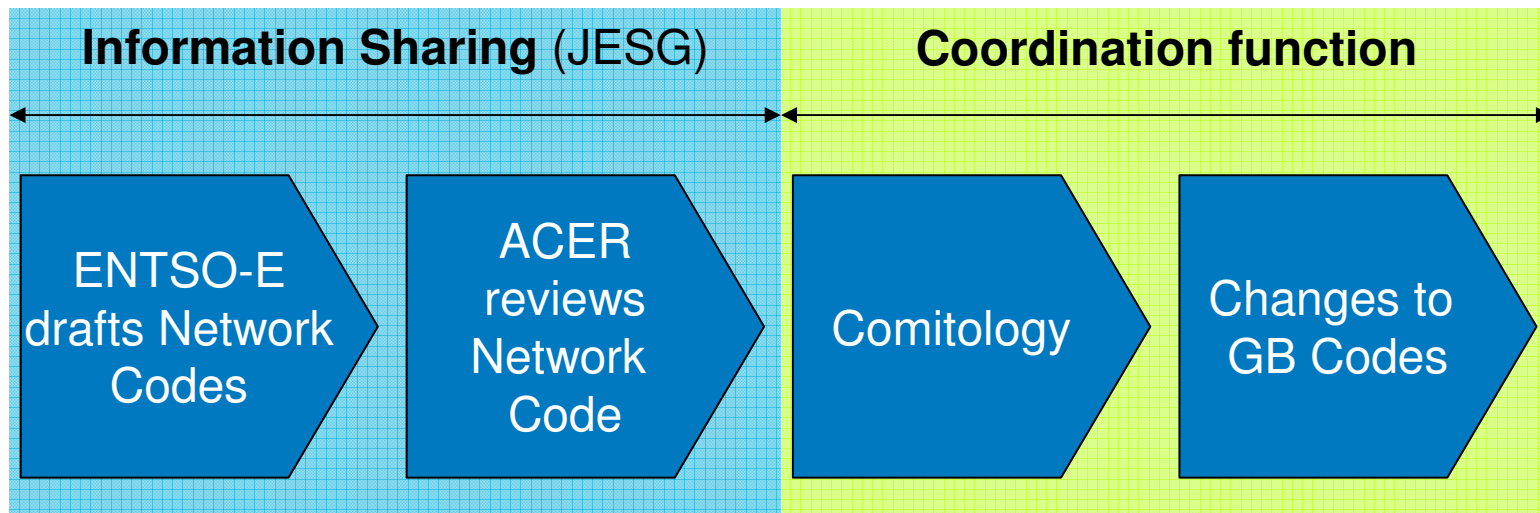 Information Sharing (JESG)
Coordination function
ENTSO-E
drafts Network
Codes
ACER
reviews
Network
Code
Comitology
Changes to
GB Codes